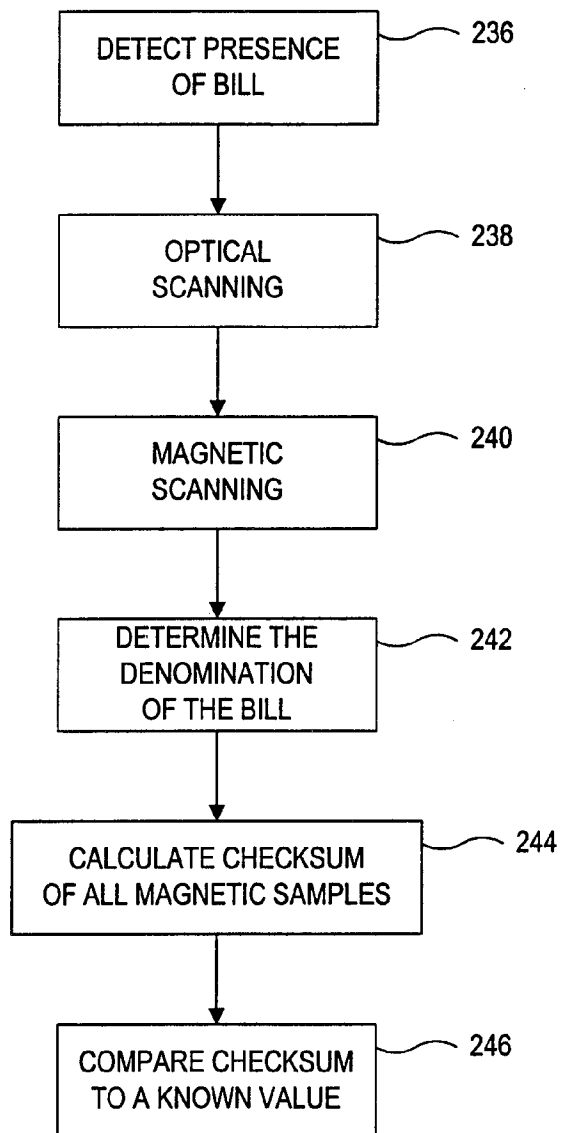 DETECT PRESENCE
OF BILL
236
OPTICAL
SCANNING
238
MAGNETIC
SCANNING
240
DETERMINE THE
DENOMINATION
OF THE BILL
242
CALCULATE CHECKSUM
OF ALL MAGNETIC SAMPLES
244
COMPARE CHECKSUM
TO A KNOWN VALUE
246